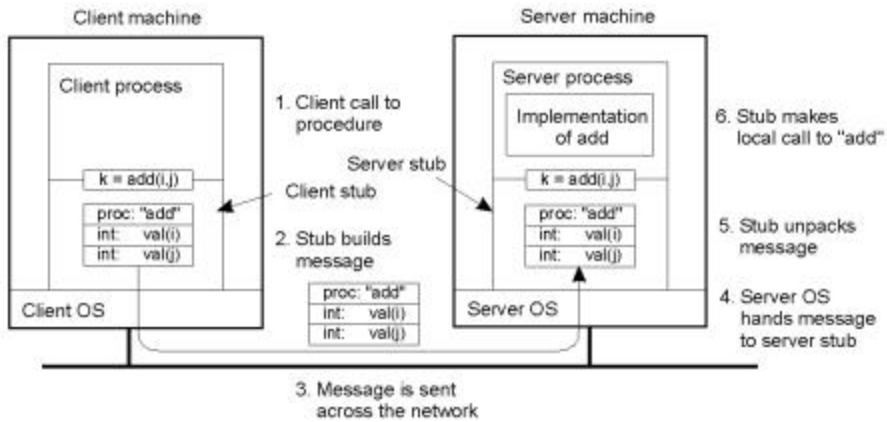 Client machine
Server machine
Client process
1. Client call to
procedure
Server process
Implementation
of add
6. Stub makes
local call to "add"
Server stub
k = add(i,j)
Client stub
k = add(i,j)
proc: "add"
int: val(i)
int: val(j)
2. Stub builds
message
proc: "add"
int: val(i)
int: val(j)
5. Stub unpacks
message
proc: "add"
int: val(i)
int: val(j)
Client OS
Server OS
4. Server OS
hands message
to server stub
3. Message is sent
across the network